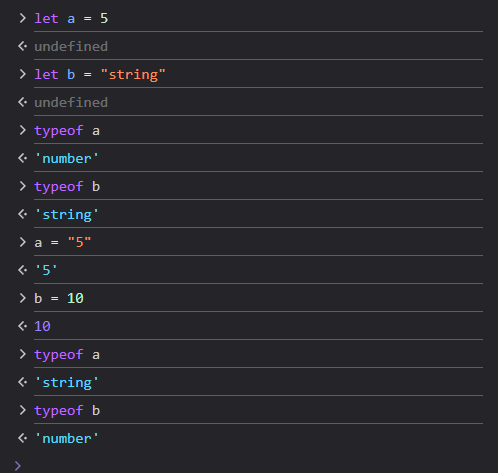 let a = 5
undefined
let b = "string"
undefined
typeof a
'number'
typeof b
'string'
a = "5"
'5'
b = 10
10
typeof a
'string'
typeof b
'number'